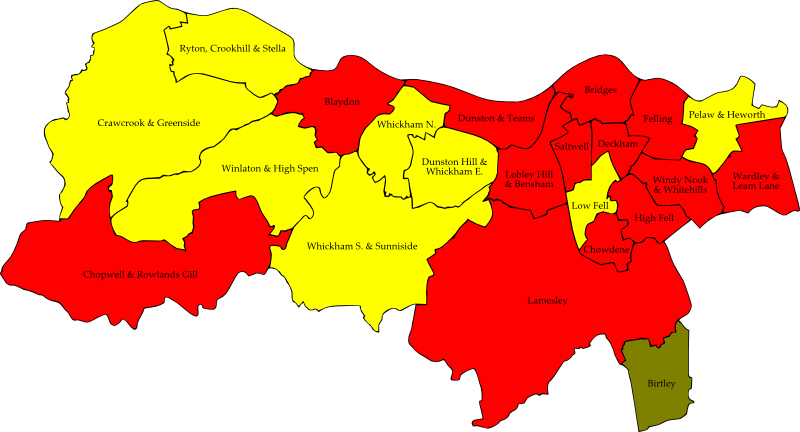 Ryton, Crookhill & Stella
Bridges
Blaydon
Dunston & Teams
Felling
Pelaw & Heworth
Crawcrook & Greenside
Whickham N.
Saltwell
Deckham
Dunston Hill &
Whickham E.
Winlaton & High Spen
Lobley Hill
& Bensham
Windy Nook
& Whitehills
Wardley &
Leam Lane
Low Fell
High Fell
Whickham S. & Sunniside
Chowdene
Chopwell & Rowlands Gill
Lamesley
Birtley